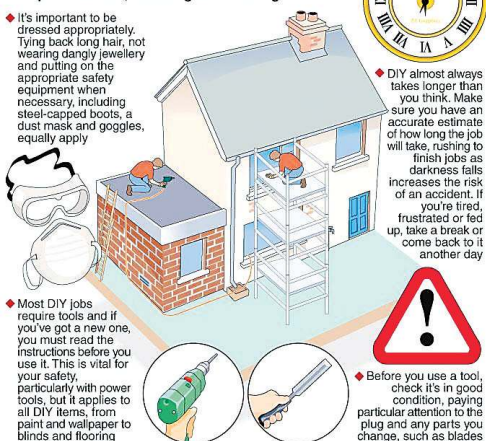 It's important to be
dressed appropriately.
Tying back long hair, not
wearing dangly jewellery
and putting on the
appropriate safety
equipment when
necessary, including
steel-capped boots, a
dust mask and goggles,
equally apply
DIY almost always
takes longer than
you think. Make
sure you have an
accurate estimate
of how long the job
will take, rushing to
finish jobs as
darkness falls
increases the risk
of an accident. If
you're tired,
frustrated or fed
up, take a break or
come back to it
another day
Most DIY jobs
require tools and if
you've got a new one,
you must read the
instructions before you
use it. This is vital for
your safety,
particularly with power
tools, but it applies to
all DIY items, from
paint and wallpaper to
blinds and flooring
!
Before you use a tool,
check it's in good
condition, paying
particular attention to the
plug and any parts you
change, such as blades